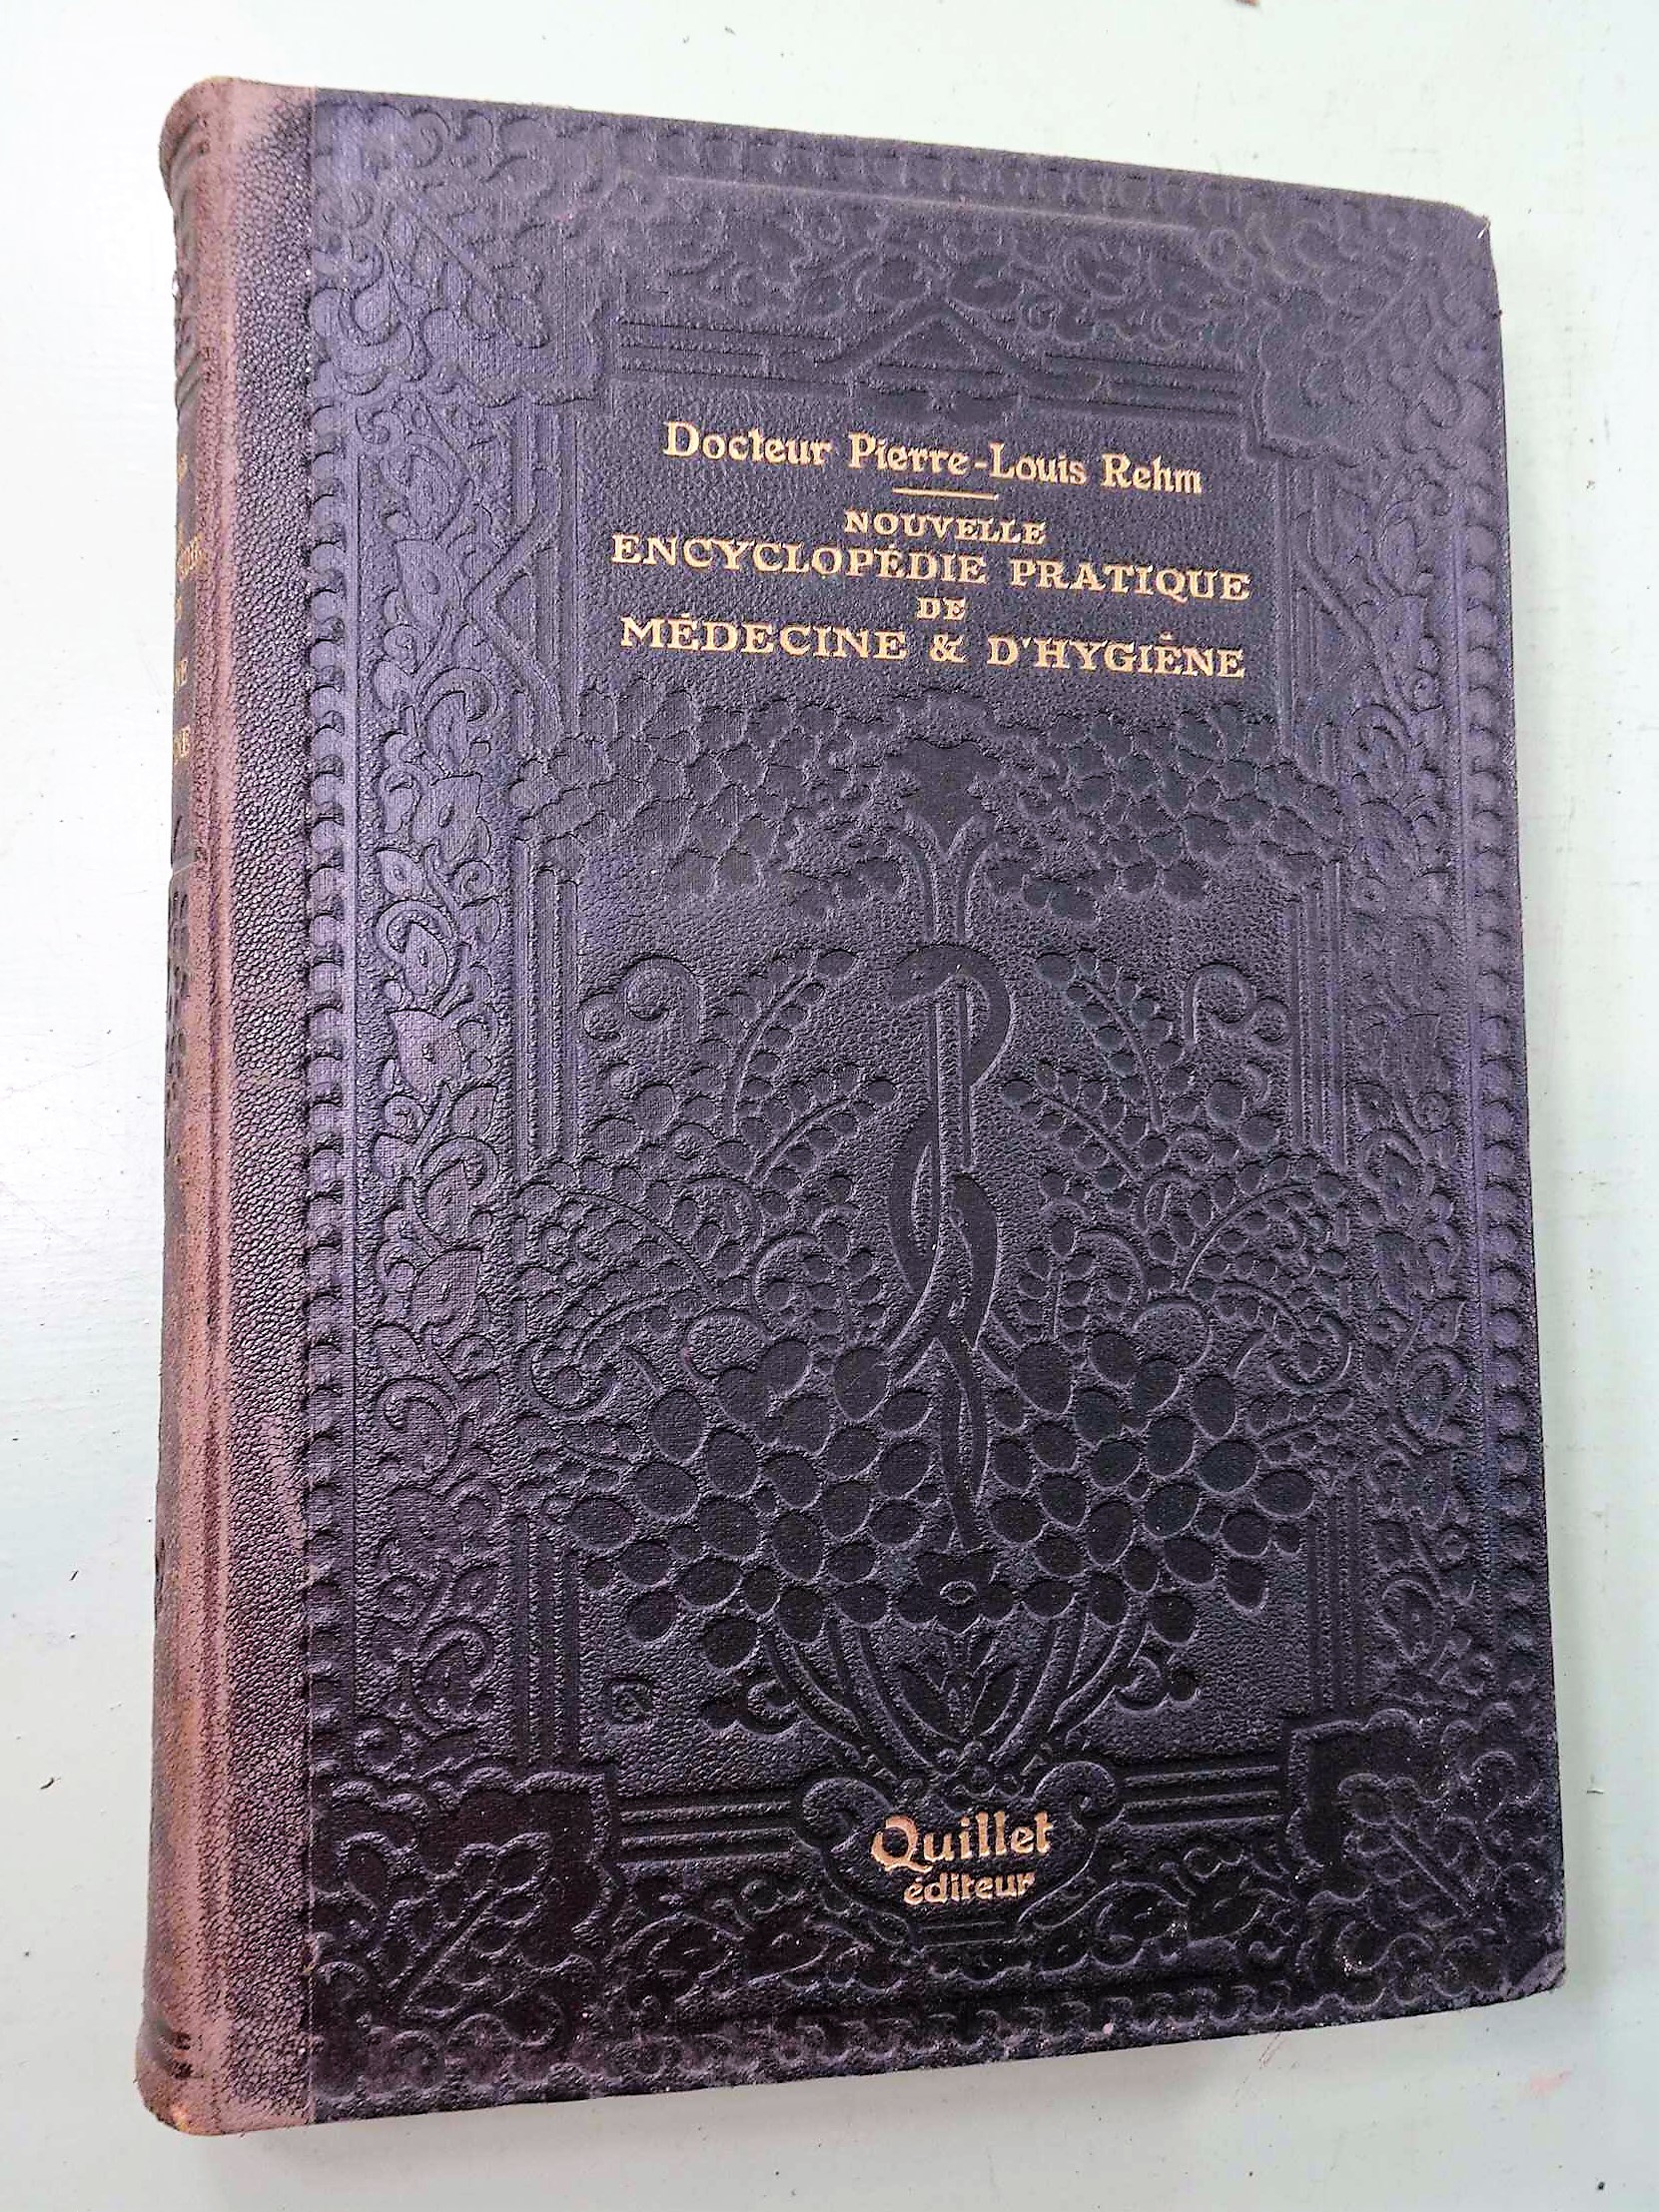 Docteur Pierre-Louis Rehm
NOUVELLE
ENCYCLOPÉDIE PRATIQUE
DE
MÉDECINE & D'HYGIÈNE
Quillet
éditeur